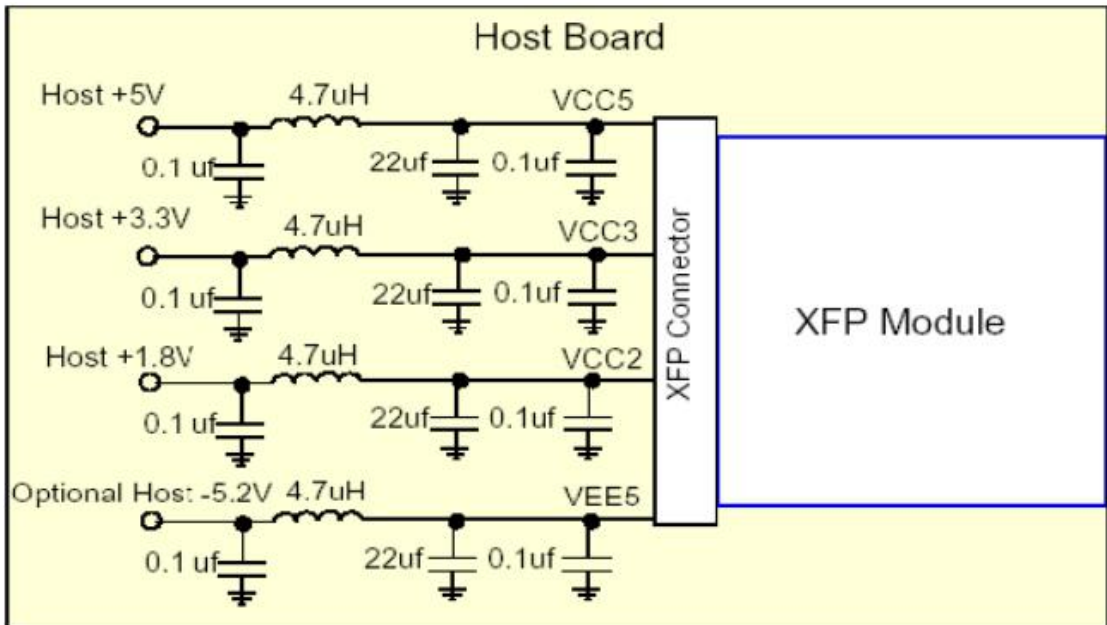 Host Board
Host +5V
4.7uH
VCC5
0.1 uf
22uf
0.1uf
Host +3.3V
4.7uH
VCC3
0.1 uf
22uf
0.1uf
Host +1.8V
4.7uH
VCC2
0.1 uf
22uf
0.1uf
Optional Host -5.2V
4.7uH
VEE5
0.1 uf
22uf
0.1uf
XFP Connector
XFP Module